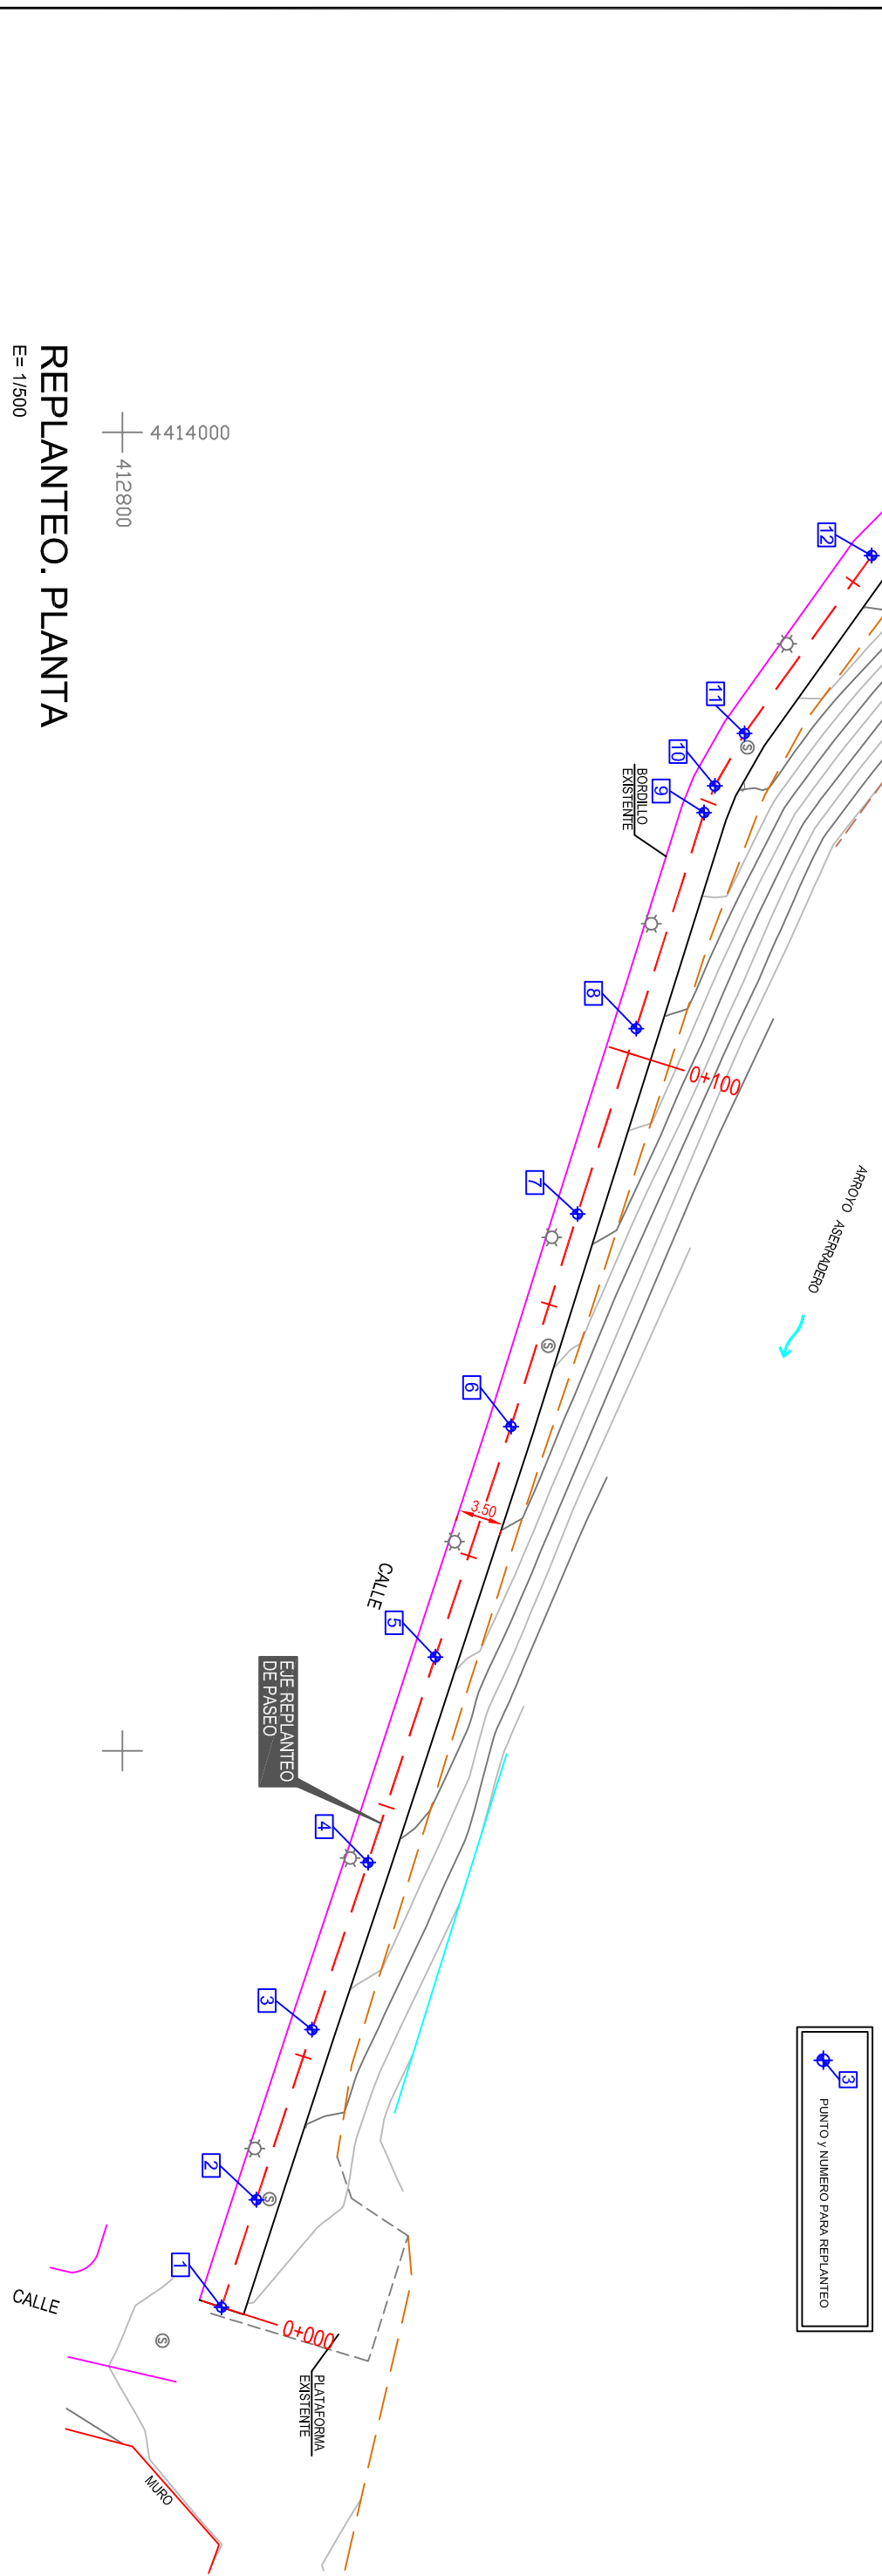 REPLANTEO. PLANTA
E= 1/500
4414000
412800
12
11
10
9
BORDILLO
EXISTENTE
8
0+100
7
ARROYO ASERRADERO
6
3.50
CALLE
5
EJE REPLANTEO
DE PASEO
4
3
2
1
0+000
CALLE
PLATAFORMA
EXISTENTE
MURO
S
S
S
S
3
PUNTO y NUMERO PARA REPLANTEO